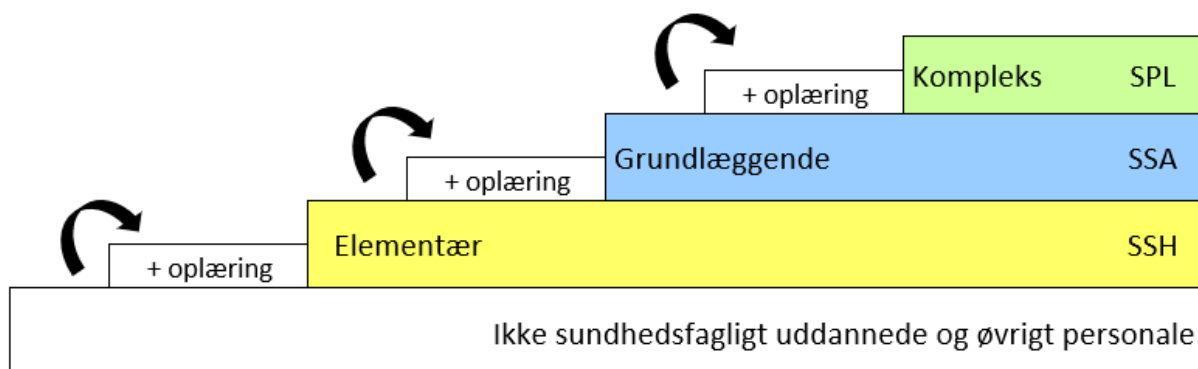 Kompleks SPL
+ oplæring
Grundlæggende SSA
+ oplæring
Elementær SSH
+ oplæring
Ikke sundhedsfagligt uddannede og øvrigt personale